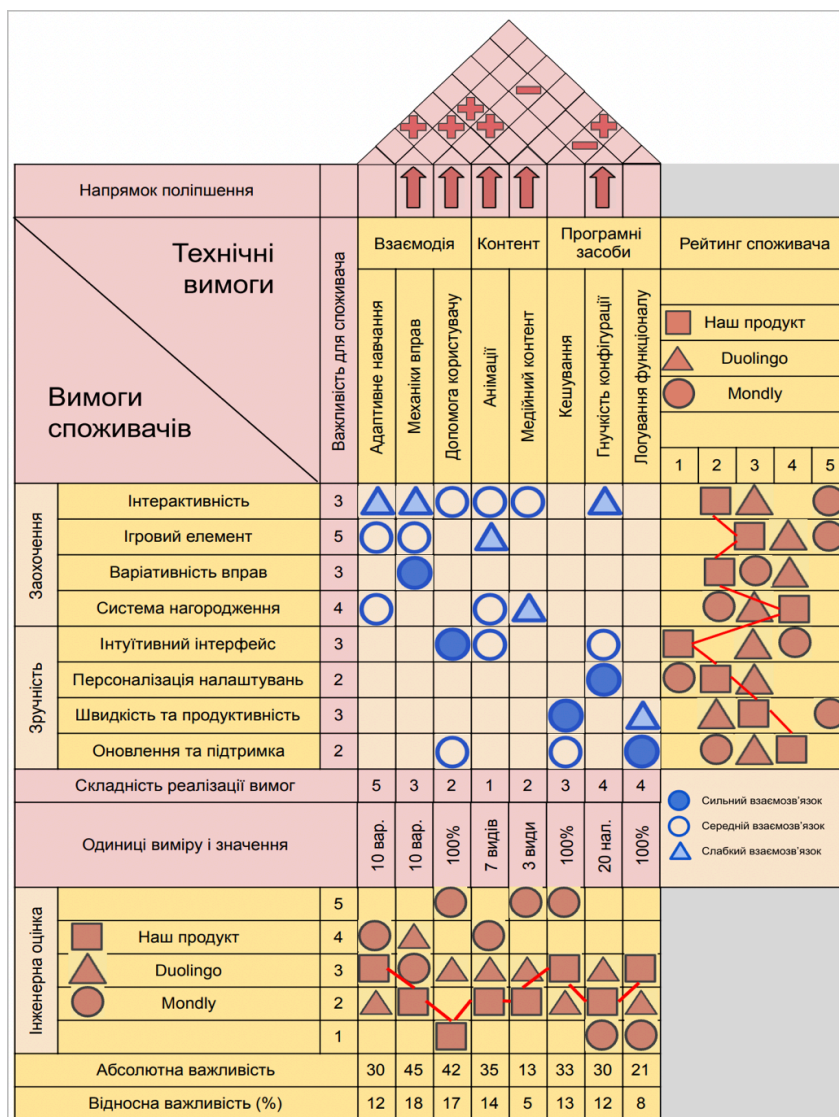 Напрямок поліпшення
Технічні
вимоги
Вимоги
споживачів
Важливість для споживача
Взаємодія
Контент
Програмні
засоби
Рейтинг споживача
Адаптивне навчання
Механіки вправ
Допомога користувачу
Анімації
Медійний контент
Кешування
Гнучкість конфігурації
Логування функціоналу
Наш продукт
Duolingo
Mondly
1 2 3 4 5
Заохочення
Інтерактивність 3
Ігровий елемент 5
Варіативність вправ 3
Система нагородження 4
Зручність
Інтуїтивний інтерфейс 3
Персоналізація налаштувань 2
Швидкість та продуктивність 3
Оновлення та підтримка 2
Складність реалізації вимог 5 3 2 1 2 3 4 4
Сильний взаємозв'язок
Середній взаємозв'язок
Слабкий взаємозв'язок
Одиниці виміру і значення
10 вар.
10 вар.
100%
7 видів
3 види
100%
20 нал.
100%
Інженерна оцінка
5
Наш продукт 4
Duolingo 3
Mondly 2
1
Абсолютна важливість 30 45 42 35 13 33 30 21
Відносна важливість (%) 12 18 17 14 5 13 12 8